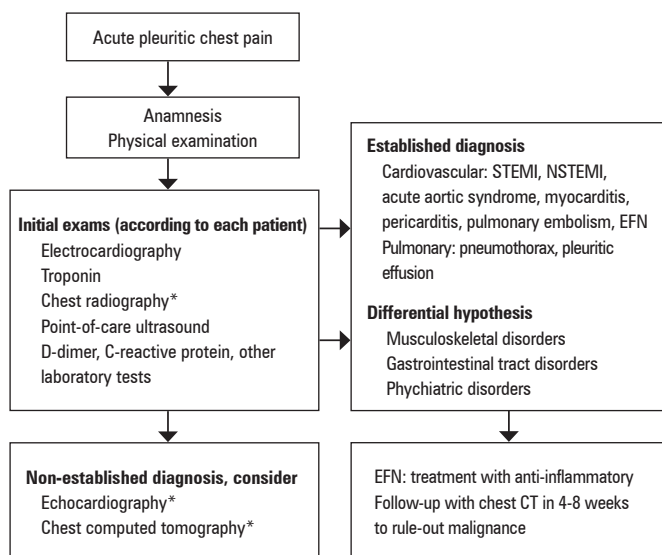 Acute pleuritic chest pain
Anamnesis
Physical examination
Initial exams (according to each patient)
Electrocardiography
Troponin
Chest radiography*
Point-of-care ultrasound
D-dimer, C-reactive protein, other
laboratory tests
Established diagnosis
Cardiovascular: STEMI, NSTEMI,
acute aortic syndrome, myocarditis,
pericarditis, pulmonary embolism, EFN
Pulmonary: pneumothorax, pleuritic
effusion
Differential hypothesis
Musculoskeletal disorders
Gastrointestinal tract disorders
Phychiatric disorders
Non-established diagnosis, consider
Echocardiography*
Chest computed tomography*
EFN: treatment with anti-inflammatory
Follow-up with chest CT in 4-8 weeks
to rule-out malignance